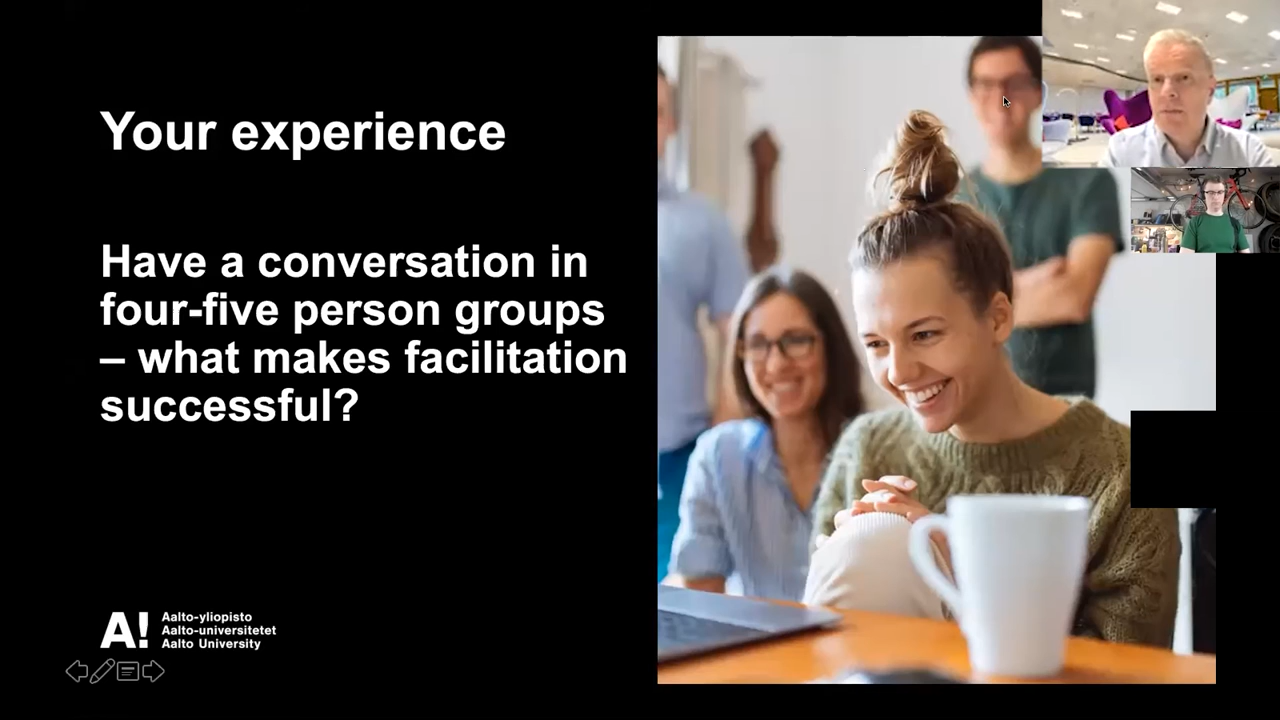 Your experience
Have a conversation in
four-five person groups
– what makes facilitation
successful?
A!
Aalto-yliopisto
Aalto-universitetet
Aalto University